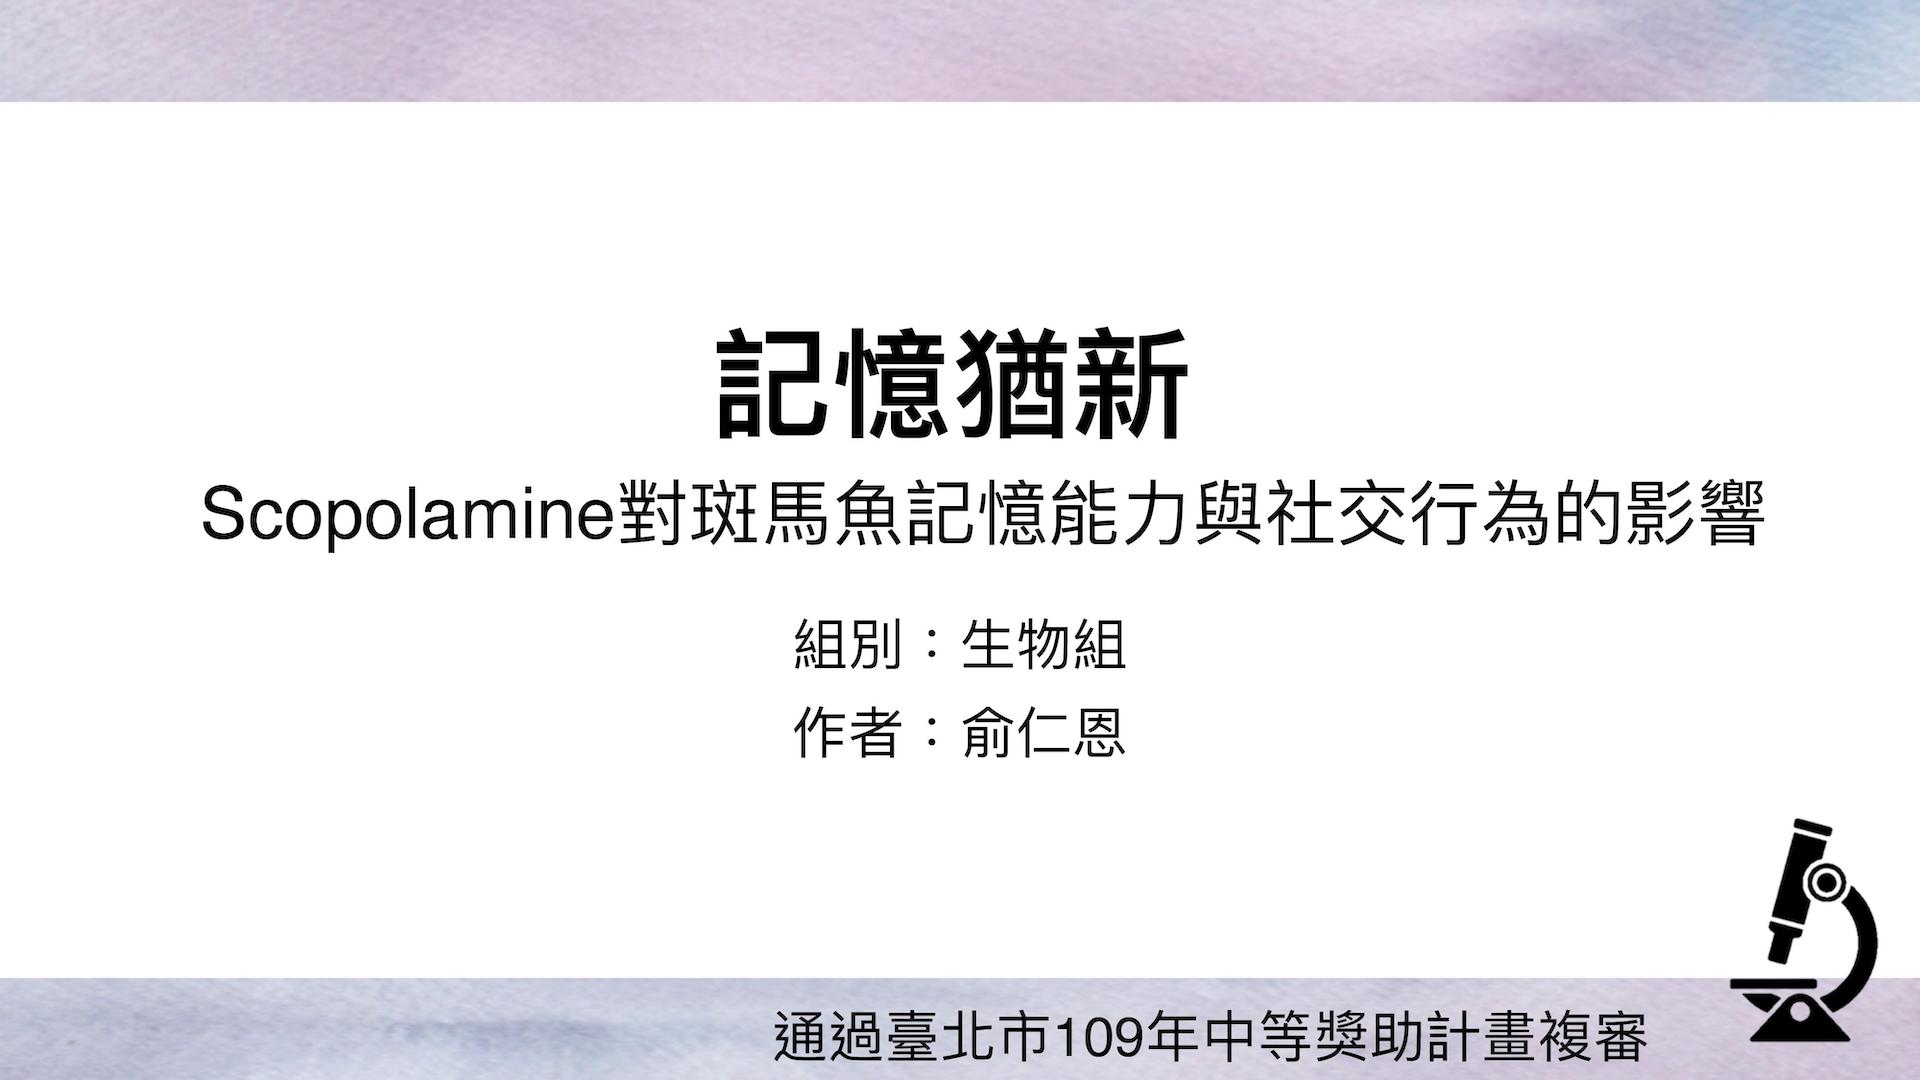 記憶猶新
Scopolamine對斑馬魚記憶能力與社交行為的影響
組別：生物組
作者：俞仁恩
通過臺北市109年中等獎助計畫複審